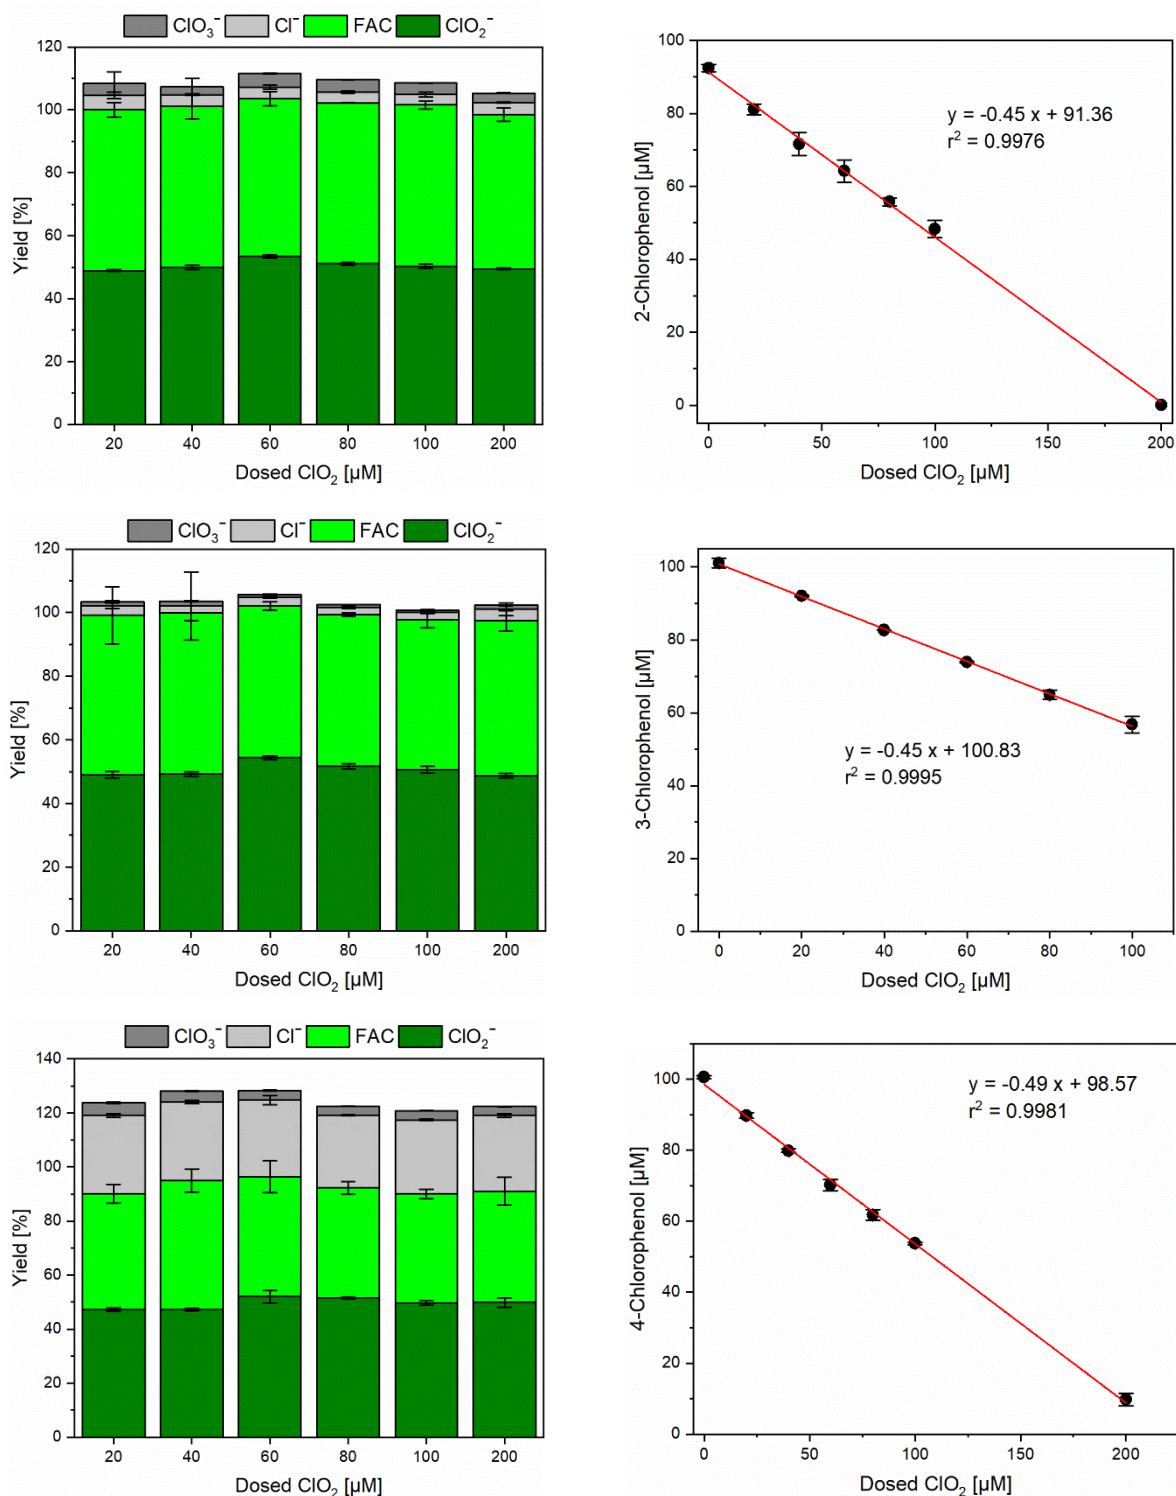 ClO₃⁻ Cl⁻ FAC ClO₂⁻
120
100
80
60
40
20
0
Yield [%]
20 40 60 80 100 200
Dosed ClO₂ [µM]
100
80
60
40
20
0
2-Chlorophenol [µM]
y = -0.45 x + 91.36
r² = 0.9976
0 50 100 150 200
Dosed ClO₂ [µM]
ClO₃⁻ Cl⁻ FAC ClO₂⁻
120
100
80
60
40
20
0
Yield [%]
20 40 60 80 100 200
Dosed ClO₂ [µM]
100
80
60
40
20
0
3-Chlorophenol [µM]
y = -0.45 x + 100.83
r² = 0.9995
0 20 40 60 80 100
Dosed ClO₂ [µM]
ClO₃⁻ Cl⁻ FAC ClO₂⁻
140
120
100
80
60
40
20
0
Yield [%]
20 40 60 80 100 200
Dosed ClO₂ [µM]
100
80
60
40
20
0
4-Chlorophenol [µM]
y = -0.49 x + 98.57
r² = 0.9981
0 50 100 150 200
Dosed ClO₂ [µM]